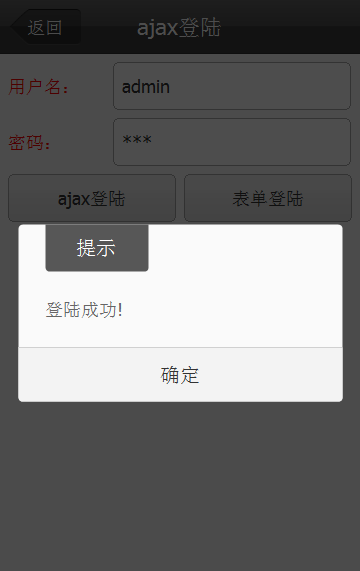 返回 ajax登陆
用户名： admin
密码： ***
ajax登陆 表单登陆
提示
登陆成功!
确定